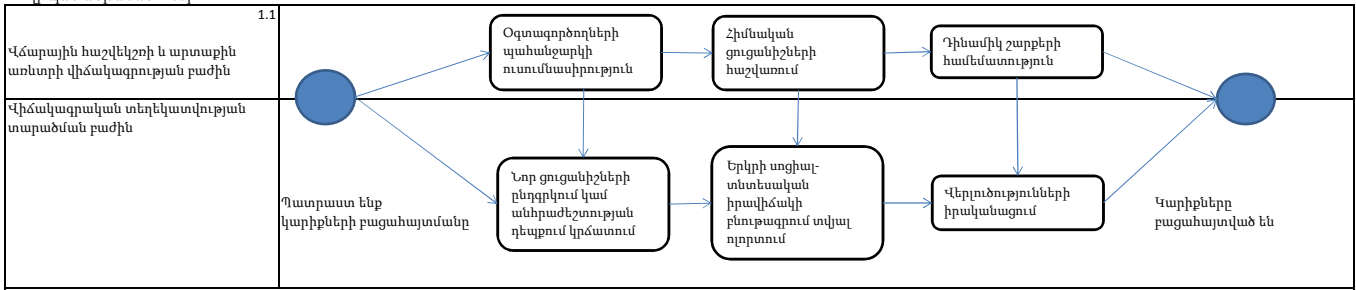 1.1
Վճարային հաշվեկշռի և արտաքին
առևտրի վիճակագրության բաժին
Օգտագործողների
պահանջարկի
ուսումնասիրություն
Հիմնական
ցուցանիշների
հաշվառում
Դինամիկ շարքերի
համեմատություն
Վիճակագրական տեղեկատվության
տարածման բաժին
Պատրաստ ենք
կարիքների բացահայտմանը
Նոր ցուցանիշների
ընդգրկում կամ
անհրաժեշտության
դեպքում կրճատում
Երկրի սոցիալ-
տնտեսական
իրավիճակի
բնութագրում տվյալ
ոլորտում
Վերլուծությունների
իրականացում
Կարիքները
բացահայտված են